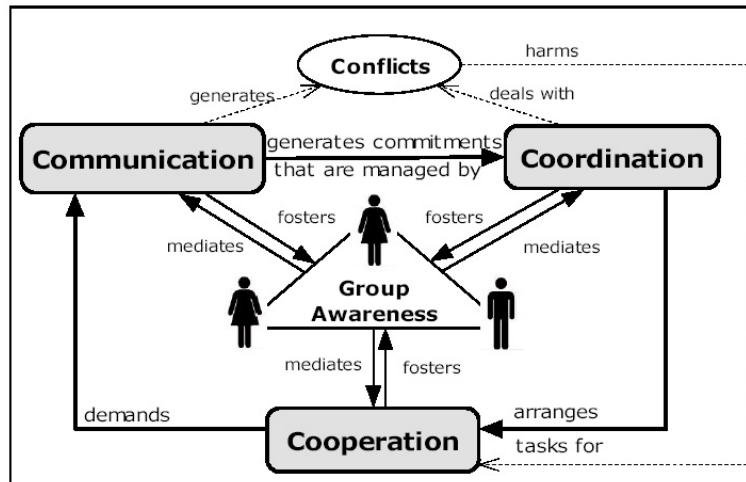 harms
Conflicts
generates
deals with
Communication
generates commitments
that are managed by
Coordination
fosters
fosters
mediates
mediates
Group
Awareness
mediates
fosters
demands
arranges
Cooperation
tasks for